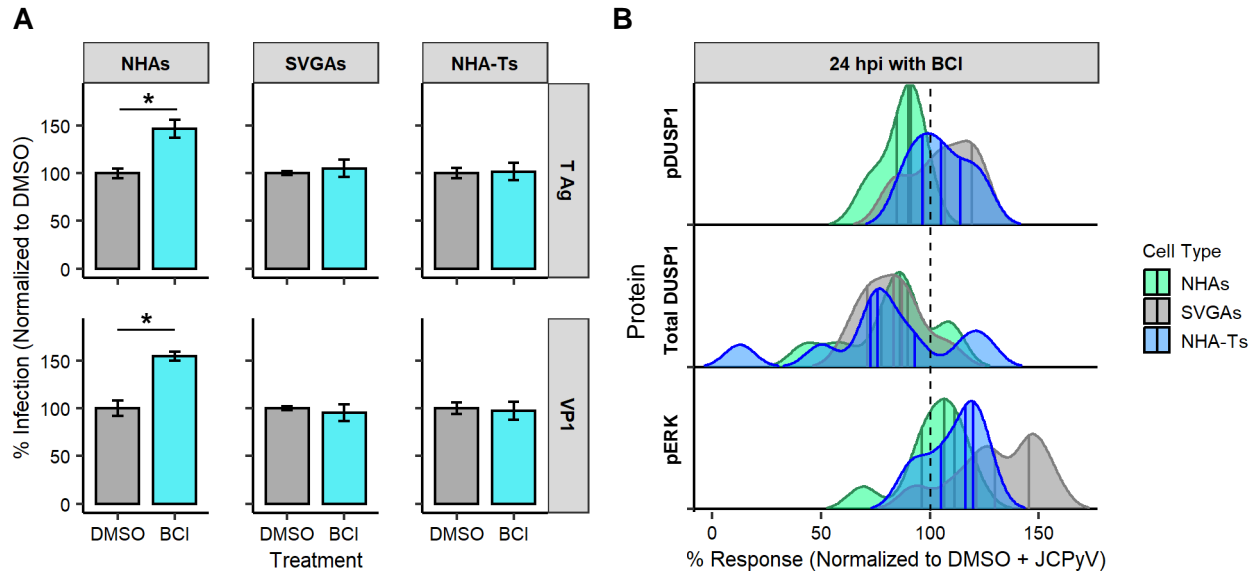 A
NHAs
SVGAs
NHA-Ts
% Infection (Normalized to DMSO)
*
150
100
50
0
T Ag
*
150
100
50
0
VP1
DMSO BCI
DMSO BCI
DMSO BCI
Treatment
B
24 hpi with BCI
Protein
pDUSP1
Total DUSP1
pERK
0
50
100
150
% Response (Normalized to DMSO + JCPyV)
Cell Type
NHAs
SVGAs
NHA-Ts